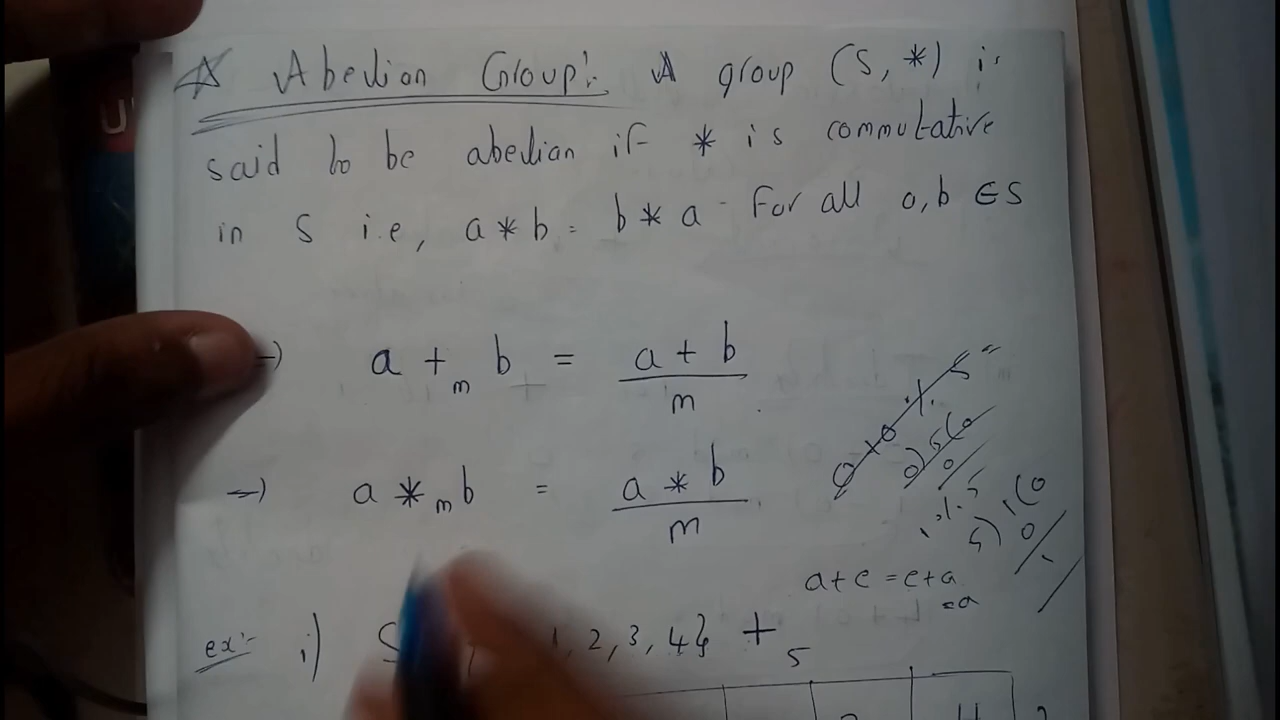 Abelian Group:- A group (S, *) is
said to be abelian if * is commutative
in S i.e, a * b = b * a For all a, b ∈ S
→) a +m b = a + b / m
→) a *m b = a * b / m
a + e = e + a
= a
ex:- i) S 1, 2, 3, 4} +5